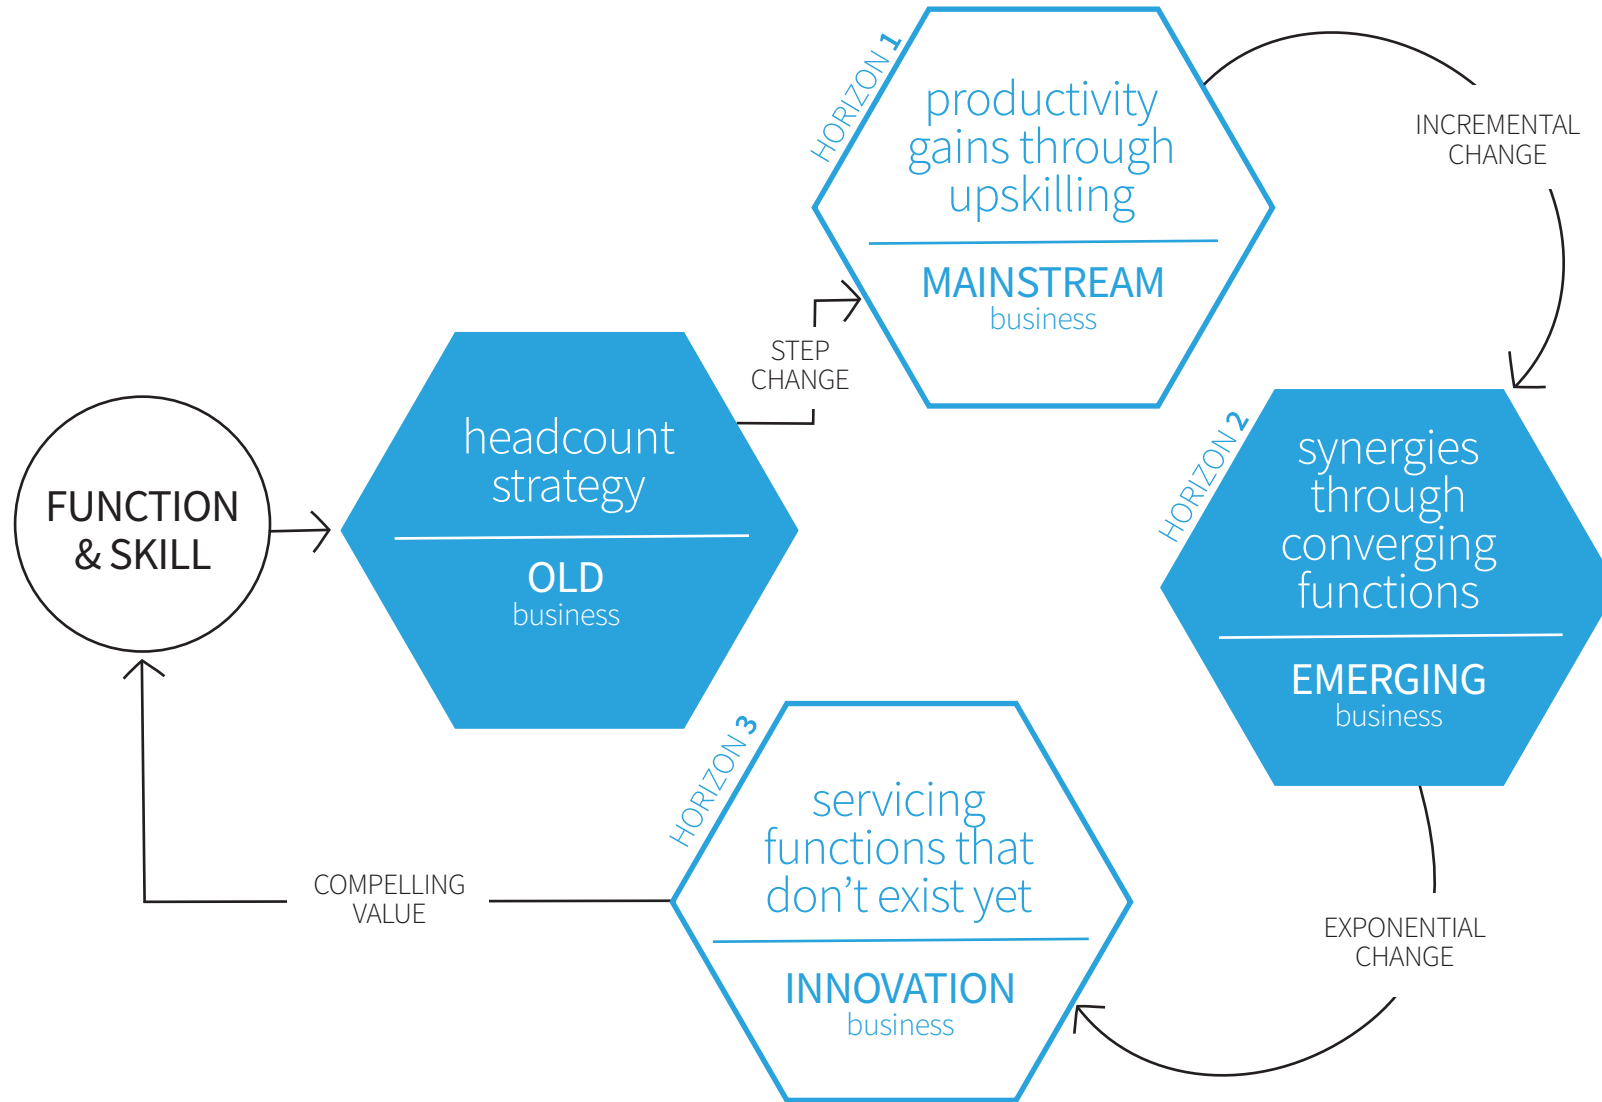 FUNCTION
& SKILL
headcount
strategy
OLD
business
STEP
CHANGE
HORIZON 1
productivity
gains through
upskilling
MAINSTREAM
business
INCREMENTAL
CHANGE
HORIZON 2
synergies
through
converging
functions
EMERGING
business
EXPONENTIAL
CHANGE
HORIZON 3
servicing
functions that
don’t exist yet
INNOVATION
business
COMPELLING
VALUE